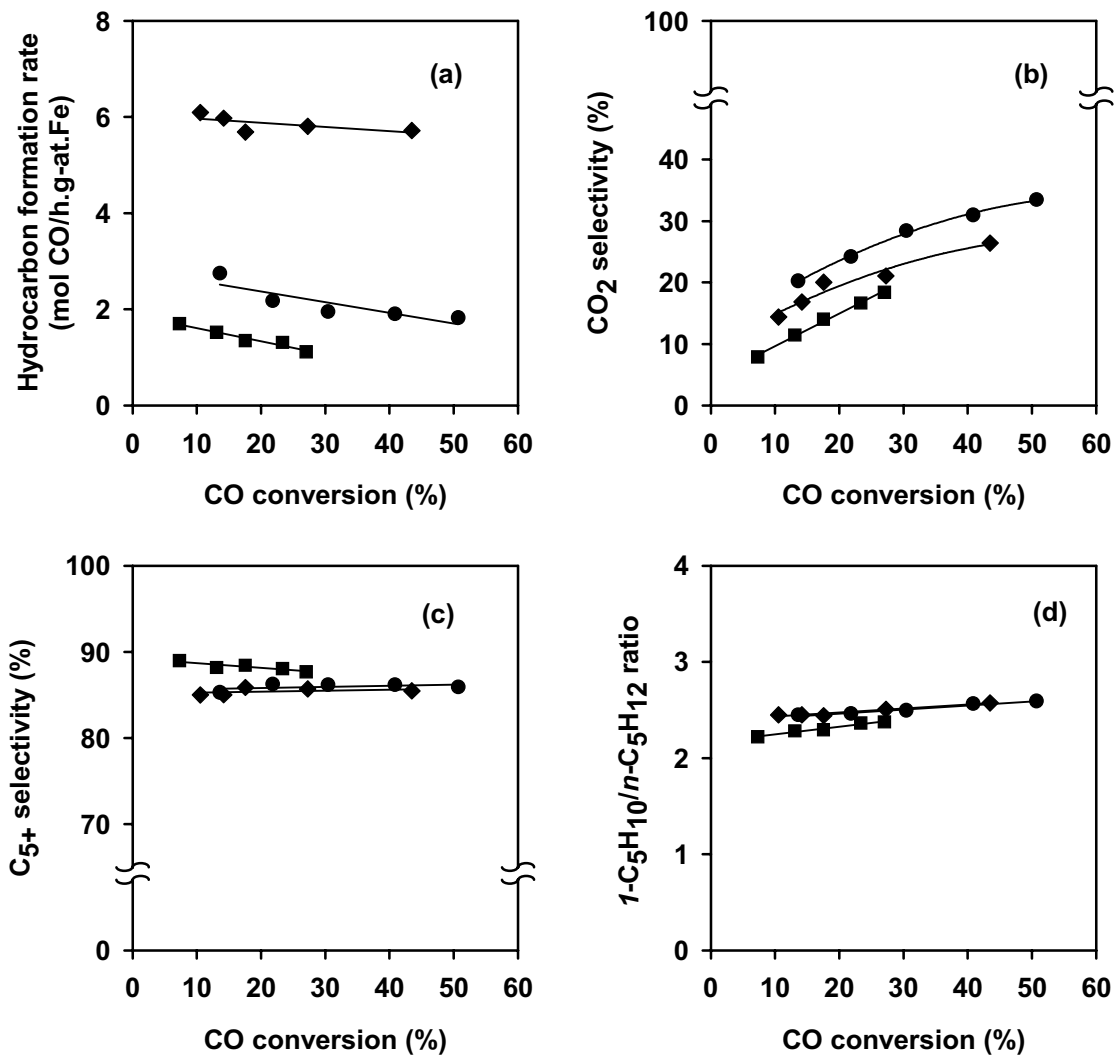 Hydrocarbon formation rate
(mol CO/h.g-at.Fe)
8
6
4
2
0
(a)
0 10 20 30 40 50 60
CO conversion (%)
CO2 selectivity (%)
100
40
30
20
10
0
(b)
0 10 20 30 40 50 60
CO conversion (%)
C5+ selectivity (%)
100
90
80
70
0
(c)
0 10 20 30 40 50 60
CO conversion (%)
1-C5H10/n-C5H12 ratio
4
3
2
1
0
(d)
0 10 20 30 40 50 60
CO conversion (%)